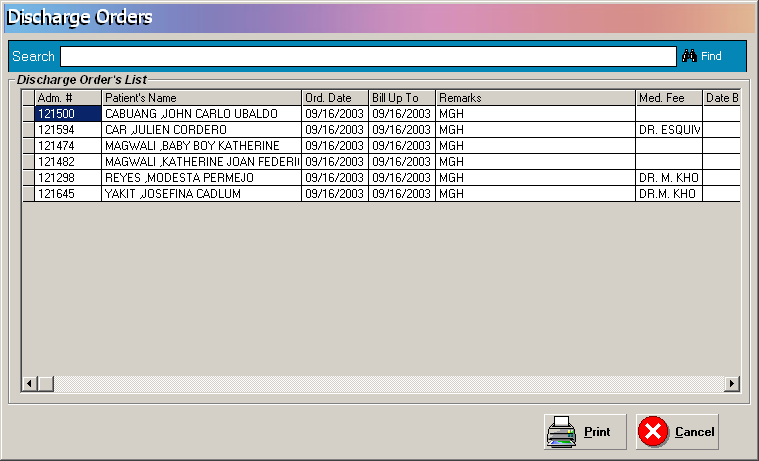 Discharge Orders
Search Find
Discharge Order's List
Adm. # Patient's Name Ord. Date Bill Up To Remarks Med. Fee Date B
121500 CABUANG ,JOHN CARLO UBALDO 09/16/2003 09/16/2003 MGH
121594 CAR ,JULIEN CORDERO 09/16/2003 09/16/2003 MGH DR. ESQUIV
121474 MAGWALI ,BABY BOY KATHERINE 09/16/2003 09/16/2003 MGH
121482 MAGWALI ,KATHERINE JOAN FEDERI 09/16/2003 09/16/2003 MGH
121298 REYES ,MODESTA PERMEJO 09/16/2003 09/16/2003 MGH DR. M. KHO
121645 YAKIT ,JOSEFINA CADLUM 09/16/2003 09/16/2003 MGH DR.M. KHO
Print Cancel